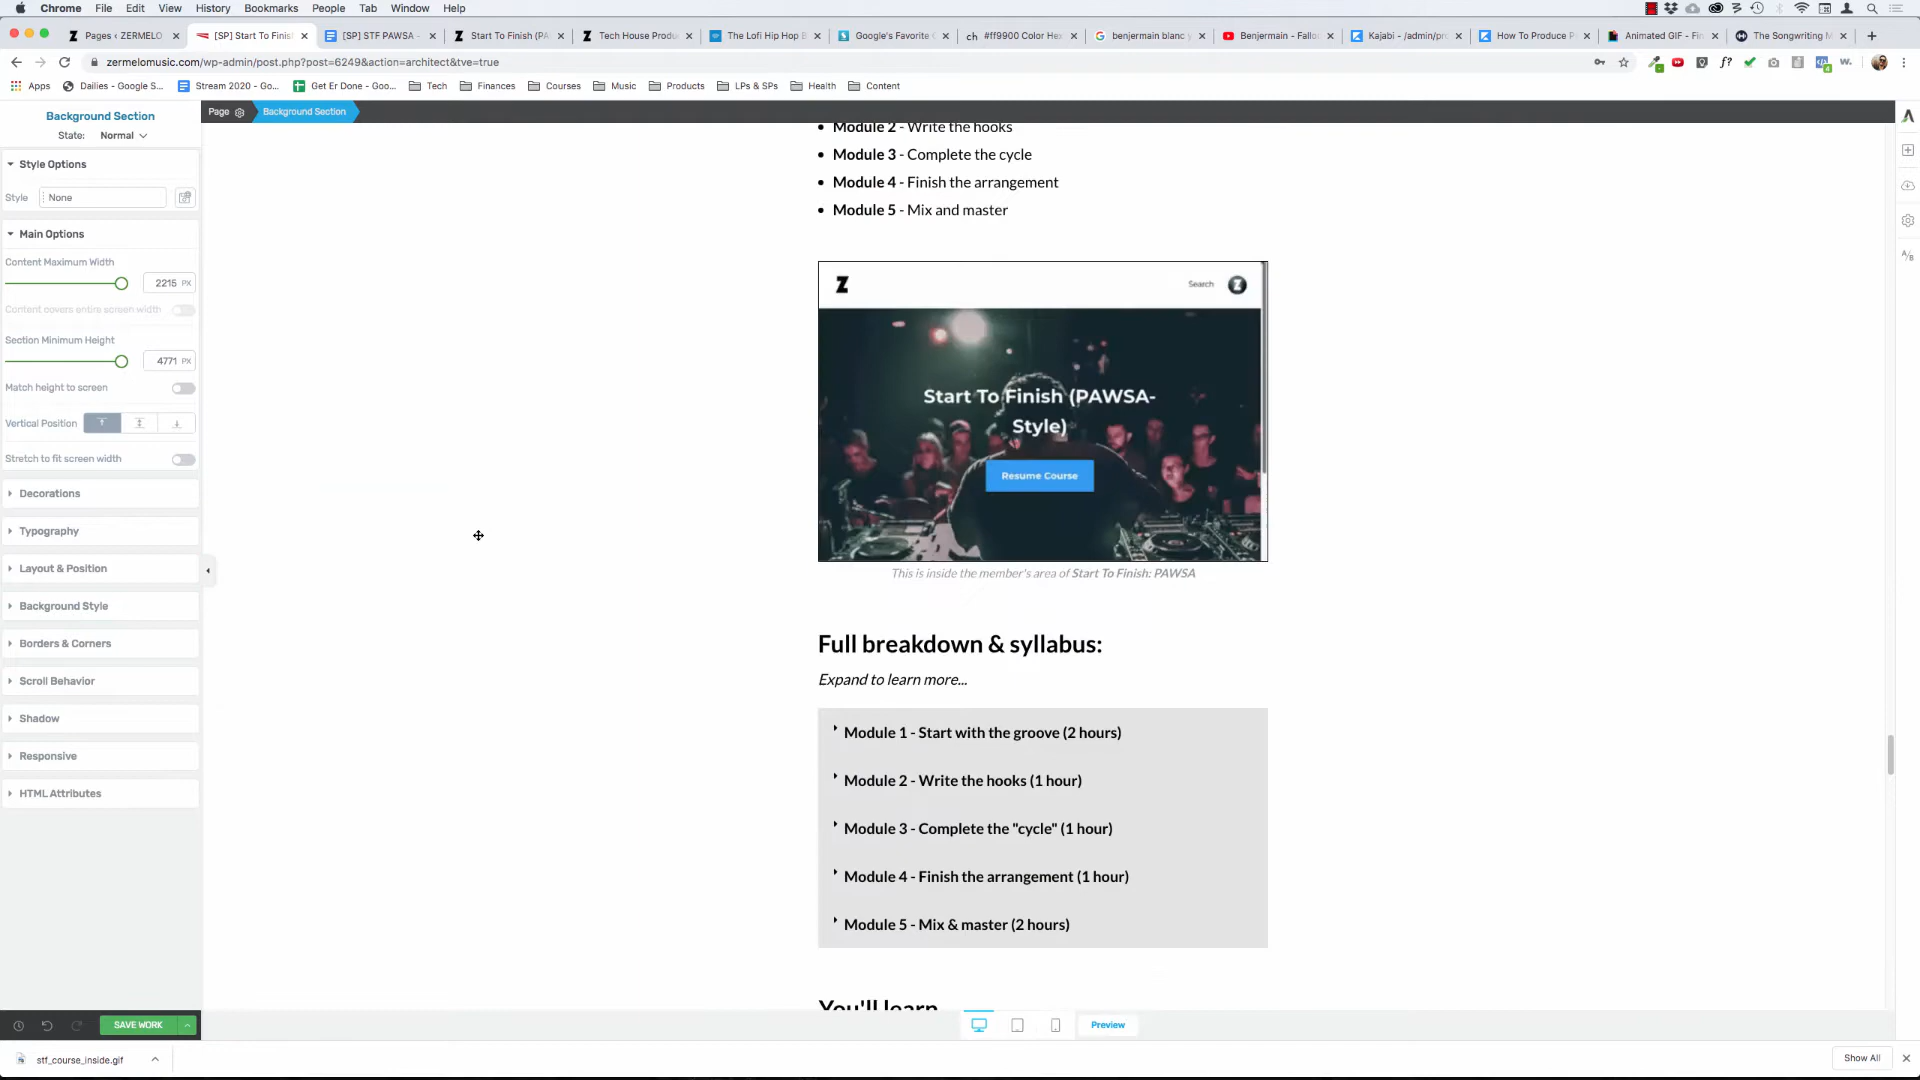 Chrome File Edit View History Bookmarks People Tab Window Help
Pages ‹ ZERMELO
[SP] Start To Finis
[SP] STF PAWSA -
Start To Finish (PA
Tech House Produ
The Lofi Hip Hop B
Google's Favorite
#ff9900 Color Hex
benjermain blanc
Benjermain - Fallo
Kajabi - /admin/pr
How To Produce P
Animated GIF - Fin
The Songwriting M
zermelomusic.com/wp-admin/post.php?post=6249&action=architect&tve=true
Apps Dailies - Google S... Stream 2020 - Go... Get Er Done - Goo... Tech Finances Courses Music Products LPs & SPs Health Content
Background Section
State: Normal
Page
Background Section
Style Options
Style None
Main Options
Content Maximum Width
2215 PX
Content covers entire screen width
Section Minimum Height
4771 PX
Match height to screen
Vertical Position
Stretch to fit screen width
Decorations
Typography
Layout & Position
Background Style
Borders & Corners
Scroll Behavior
Shadow
Responsive
HTML Attributes
SAVE WORK
Module 2 - Write the hooks
Module 3 - Complete the cycle
Module 4 - Finish the arrangement
Module 5 - Mix and master
Z Search Z
Start To Finish (PAWSA-
Style)
Resume Course
This is inside the member's area of Start To Finish: PAWSA
Full breakdown & syllabus:
Expand to learn more...
Module 1 - Start with the groove (2 hours)
Module 2 - Write the hooks (1 hour)
Module 3 - Complete the "cycle" (1 hour)
Module 4 - Finish the arrangement (1 hour)
Module 5 - Mix & master (2 hours)
You'll learn
Preview
stf_course_inside.gif
Show All